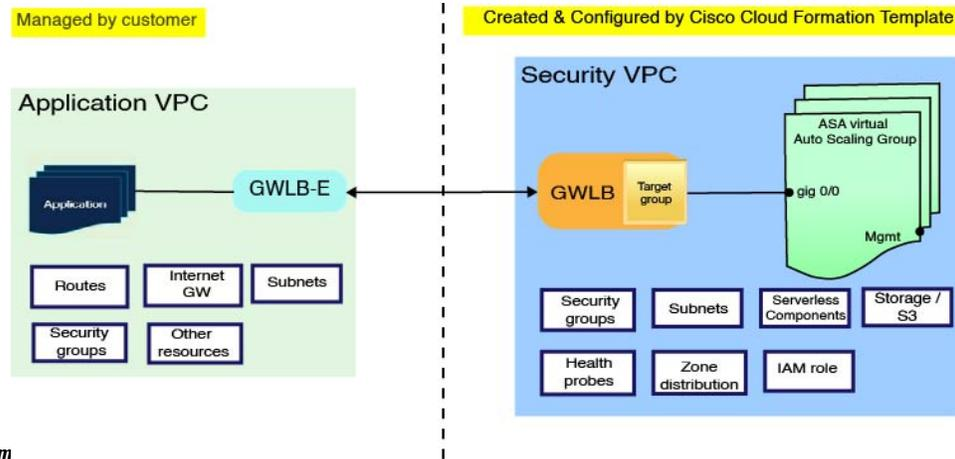 Managed by customer
Created & Configured by Cisco Cloud Formation Template
Application VPC
Application
GWLB-E
Routes
Internet
GW
Subnets
Security
groups
Other
resources
Security VPC
GWLB
Target
group
ASA virtual
Auto Scaling Group
gig 0/0
Mgmt
Security
groups
Subnets
Serverless
Components
Storage /
S3
Health
probes
Zone
distribution
IAM role
m